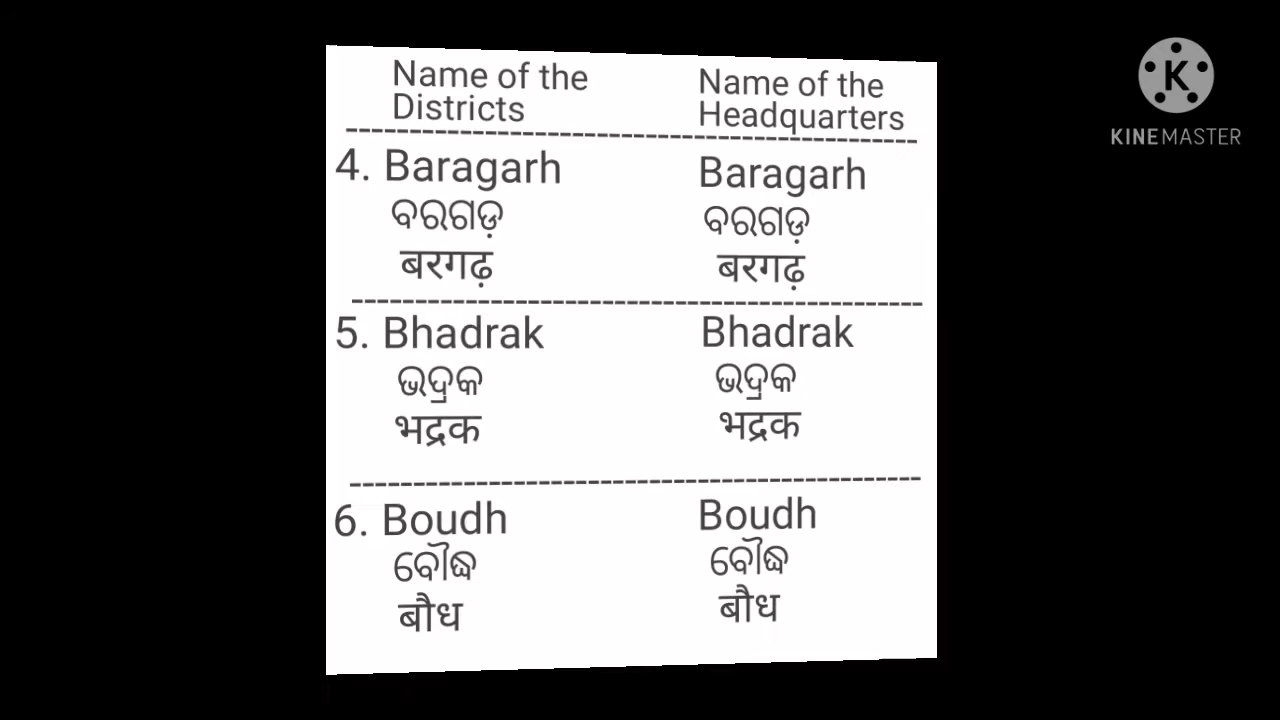 Name of the Districts
Name of the Headquarters
4. Baragarh Baragarh
ବରଗଡ଼ ବରଗଡ଼
बरगढ़ बरगढ़
5. Bhadrak Bhadrak
ଭଦ୍ରକ ଭଦ୍ରକ
भद्रक भद्रक
6. Boudh Boudh
ବୌଦ୍ଧ ବୌଦ୍ଧ
बौध बौध
K
KINEMASTER